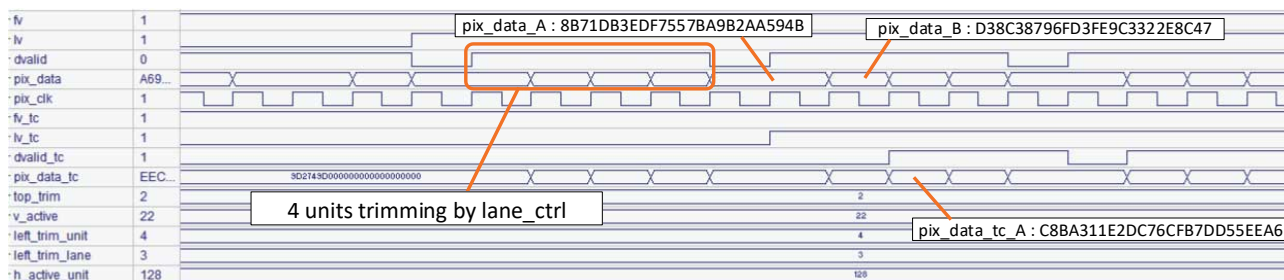 fv 1
lv 1
dvalid 0
pix_data A69...
pix_clk 1
fv_tc 1
lv_tc 1
dvalid_tc 1
pix_data_tc EEC... 9D2749D000000000000000000
top_trim 2 2
v_active 22 22
left_trim_unit 4 4
left_trim_lane 3 3
h_active_unit 128 128
pix_data_A : 8B71DB3EDF7557BA9B2AA594B
pix_data_B : D38C38796FD3FE9C3322E8C47
4 units trimming by lane_ctrl
pix_data_tc_A : C8BA311E2DC76CFB7DD55EEA6